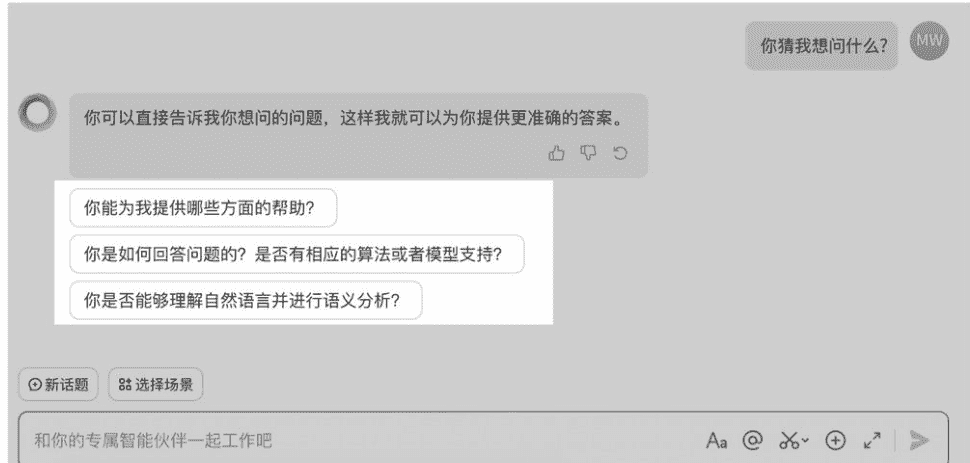 你猜我想问什么?
MW
你可以直接告诉我你想问的问题，这样我就可以为你提供更准确的答案。
你能为我提供哪些方面的帮助?
你是如何回答问题的？是否有相应的算法或者模型支持?
你是否能够理解自然语言并进行语义分析?
新话题
选择场景
和你的专属智能伙伴一起工作吧
Aa